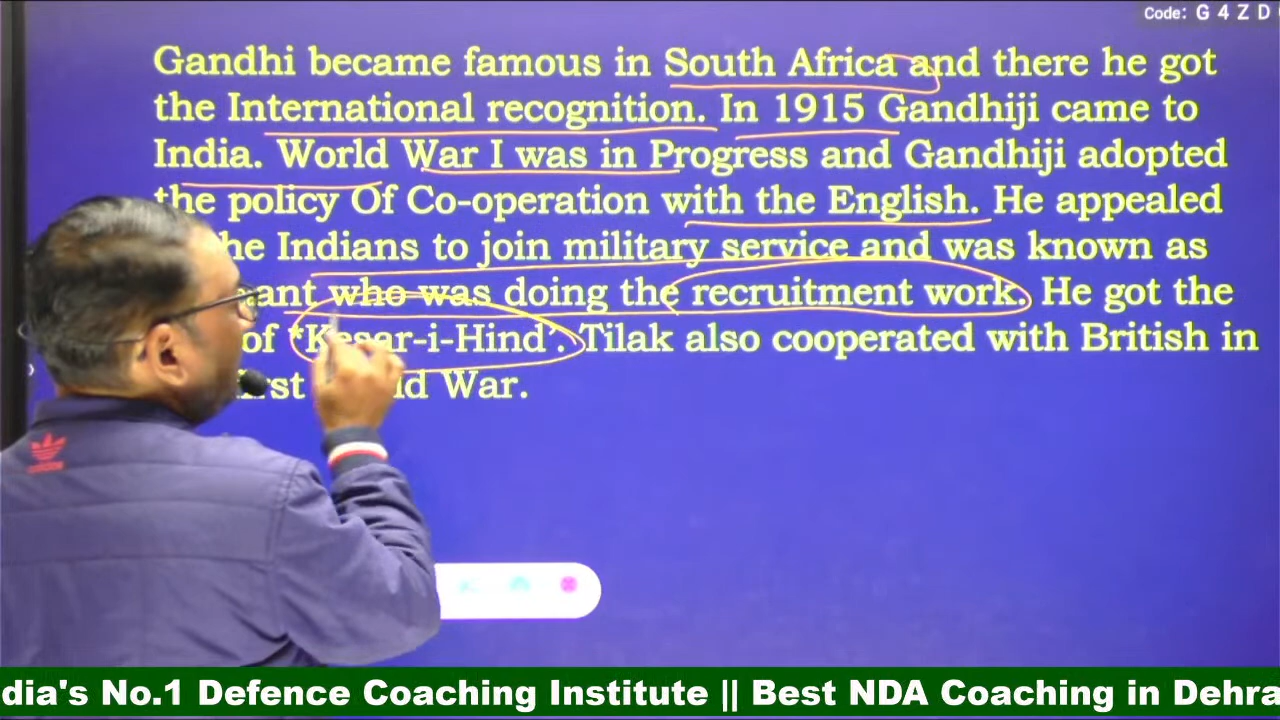 Code: G 4 Z D
Gandhi became famous in South Africa and there he got
the International recognition. In 1915 Gandhiji came to
India. World War I was in Progress and Gandhiji adopted
the policy Of Co-operation with the English. He appealed
the Indians to join military service and was known as
who was doing the recruitment work. He got the
of 'Kesar-i-Hind'. Tilak also cooperated with British in
War.
dia's No.1 Defence Coaching Institute || Best NDA Coaching in Dehra